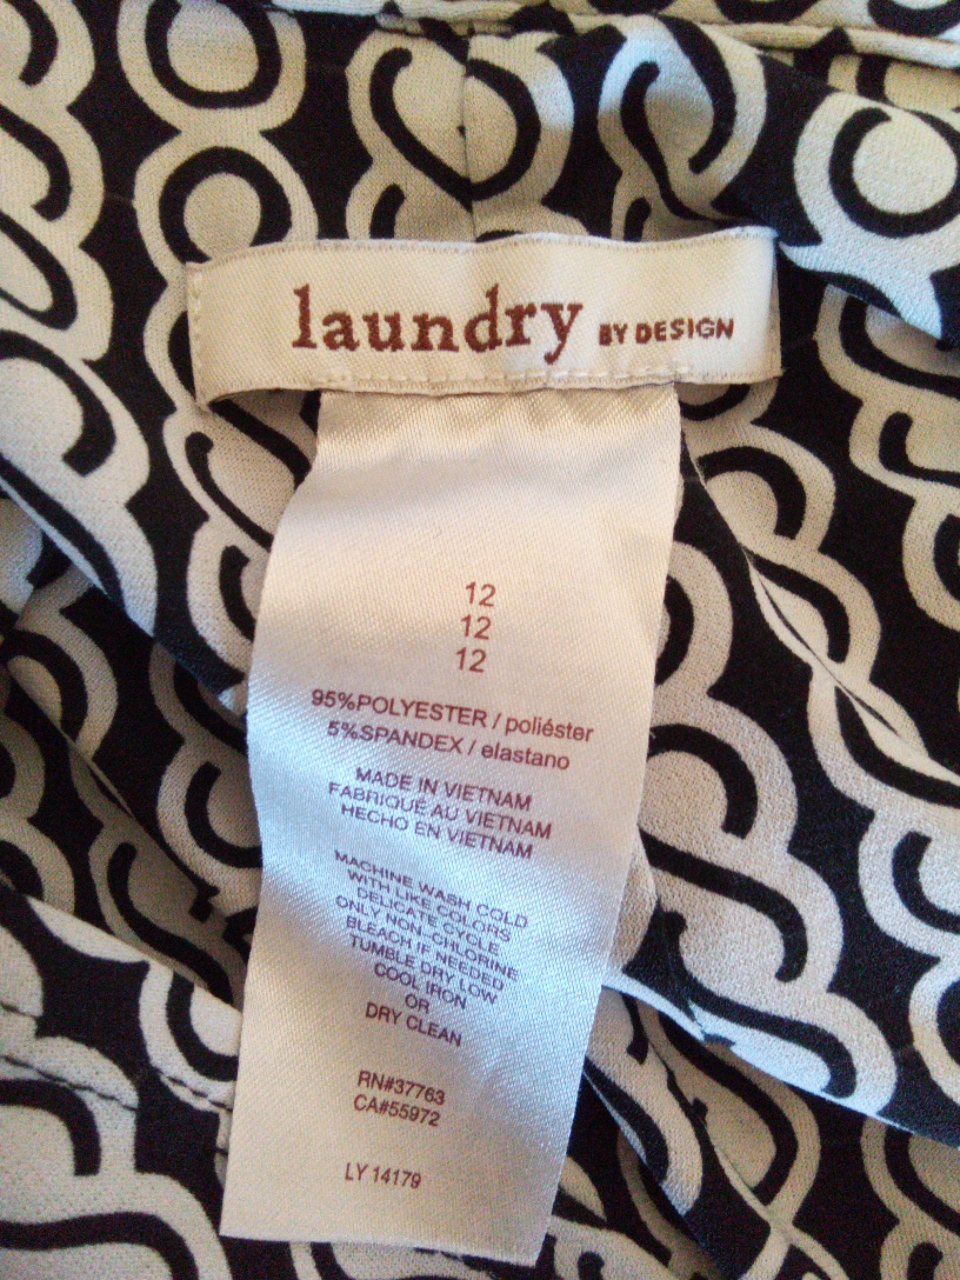 laundry BY DESIGN
12
12
12
95%POLYESTER / poliéster
5%SPANDEX / elastano
MADE IN VIETNAM
FABRIQUÉ AU VIETNAM
HECHO EN VIETNAM
MACHINE WASH COLD
WITH LIKE COLORS
DELICATE CYCLE
ONLY NON-CHLORINE
BLEACH IF NEEDED
TUMBLE DRY LOW
COOL IRON
OR
DRY CLEAN
RN#37763
CA#55972
LY 14179